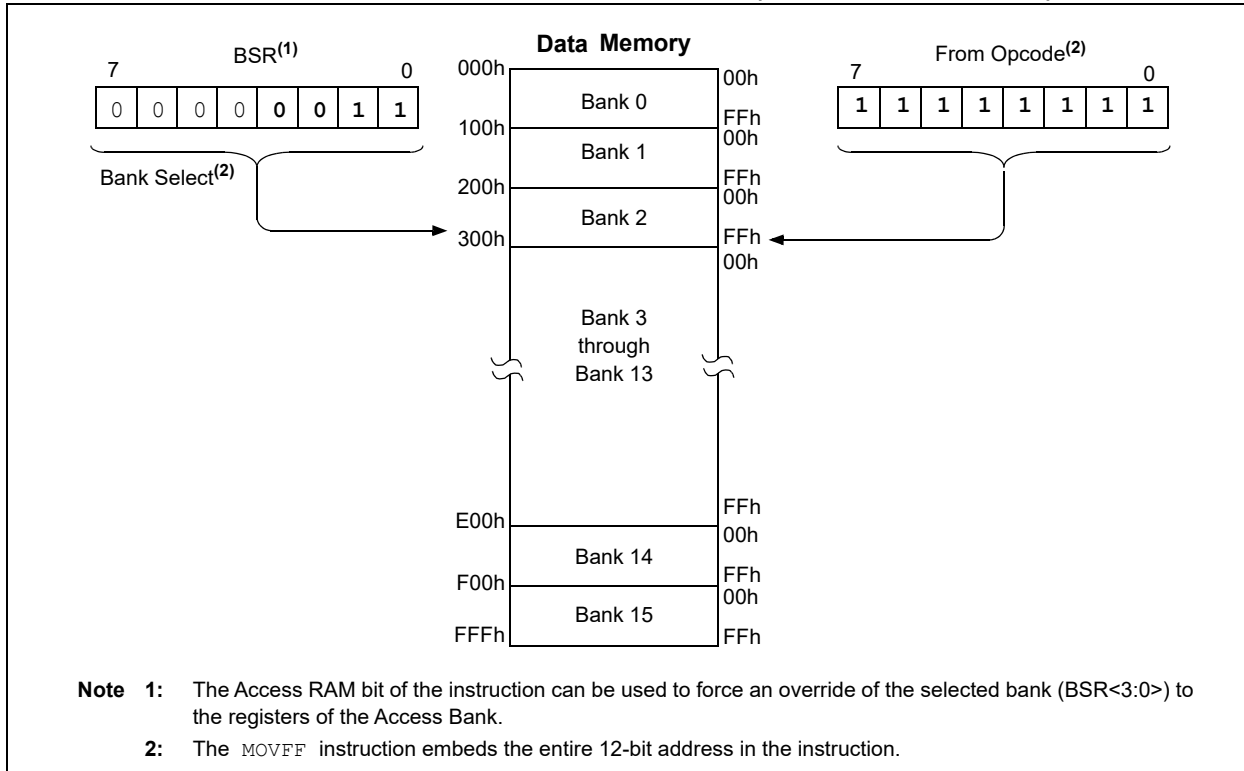 Data Memory
BSR(1)
7 0
0 0 0 0 0 0 1 1
Bank Select(2)
From Opcode(2)
7 0
1 1 1 1 1 1 1 1
000h
00h
Bank 0
FFh
100h
00h
Bank 1
FFh
200h
00h
Bank 2
FFh
300h
00h
Bank 3
through
Bank 13
FFh
E00h
00h
Bank 14
FFh
F00h
00h
Bank 15
FFFh
FFh
Note 1: The Access RAM bit of the instruction can be used to force an override of the selected bank (BSR<3:0>) to
the registers of the Access Bank.
2: The MOVFF instruction embeds the entire 12-bit address in the instruction.